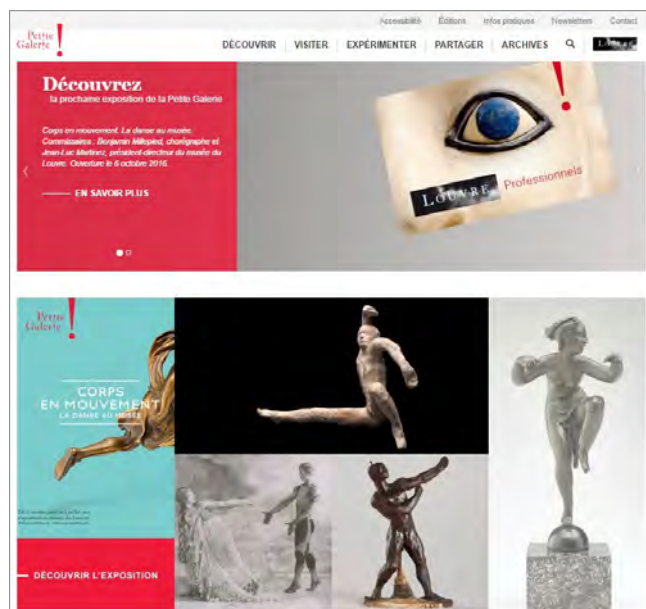 Accessibilité Éditions Infos pratiques Newsletters Contact
Petite
Galerie !
DÉCOUVRIR VISITER EXPÉRIMENTER PARTAGER ARCHIVES LOUVRE
Découvrez
la prochaine exposition de la Petite Galerie
Corps en mouvement. La danse au musée.
Commissaires : Benjamin Millepied, chorégraphe et
Jean-Luc Martinez, président-directeur du musée du
Louvre. Ouverture le 6 octobre 2016.
EN SAVOIR PLUS
!
LOUVRE Professionnels
Petite
Galerie !
CORPS
EN MOUVEMENT
LA DANSE AU MUSÉE
DÉCOUVRIR L'EXPOSITION